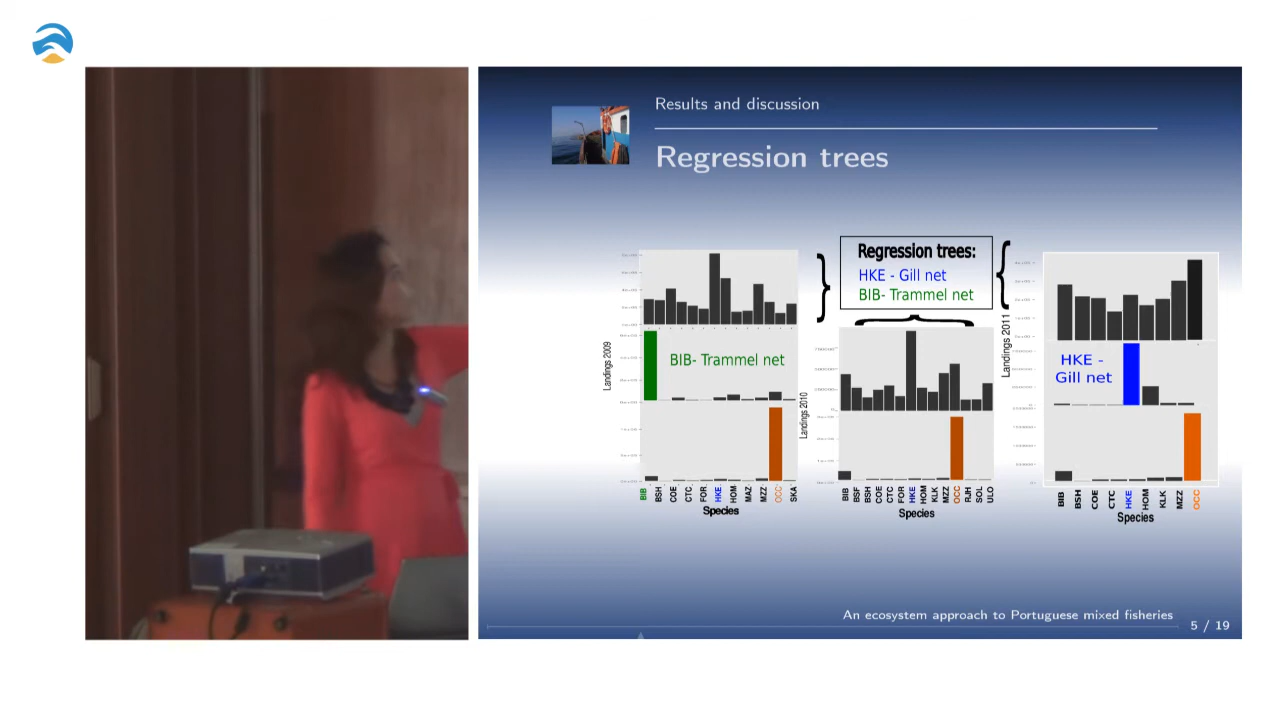 Results and discussion
Regression trees
Regression trees:
HKE - Gill net
BIB- Trammel net
Landings 2009
BIB- Trammel net
BIB
BSH
COE
CTC
FOR
HKE
HOM
MAZ
MZZ
OCC
SKA
Species
Landings 2010
BIB
BSF
BSH
COE
CTC
FOR
HKE
HOM
KLK
MZZ
OCC
RJH
SOL
ULO
Species
Landings 2011
HKE -
Gill net
BIB
BSH
COE
CTC
HKE
HOM
KLK
MZZ
OCC
Species
An ecosystem approach to Portuguese mixed fisheries
5 / 19